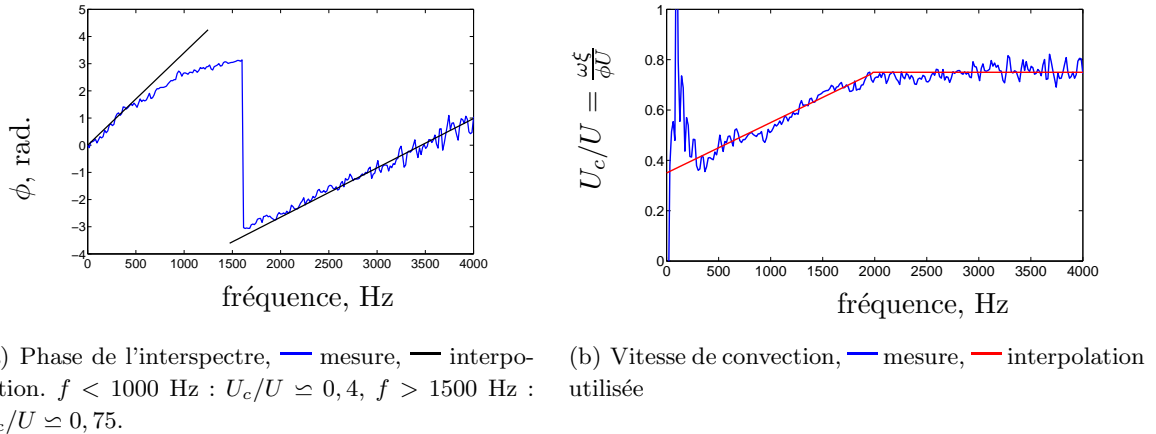 5
4
3
2
1
0
−1
−2
−3
−4
0 500 1000 1500 2000 2500 3000 3500 4000
ϕ, rad.
fréquence, Hz
1
0.8
0.6
0.4
0.2
0
0 500 1000 1500 2000 2500 3000 3500 4000
U_c/U = ωξ/ϕU
fréquence, Hz
) Phase de l'interspectre, mesure, interpo-
tion. f < 1000 Hz : U_c/U ≃ 0, 4, f > 1500 Hz :
c/U ≃ 0, 75.
(b) Vitesse de convection, mesure, interpolation
utilisée